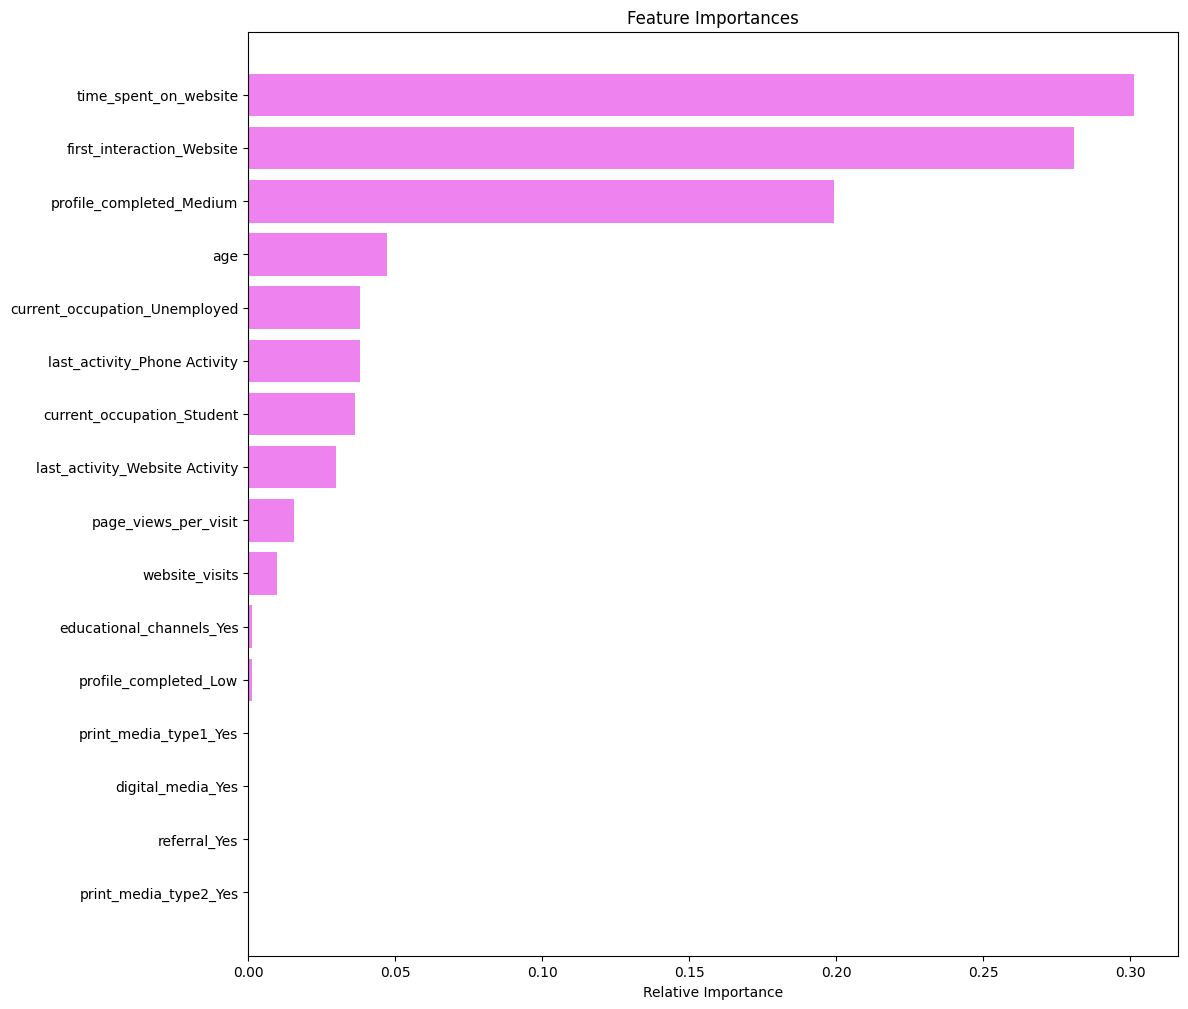 Feature Importances
time_spent_on_website
first_interaction_Website
profile_completed_Medium
age
current_occupation_Unemployed
last_activity_Phone Activity
current_occupation_Student
last_activity_Website Activity
page_views_per_visit
website_visits
educational_channels_Yes
profile_completed_Low
print_media_type1_Yes
digital_media_Yes
referral_Yes
print_media_type2_Yes
0.00 0.05 0.10 0.15 0.20 0.25 0.30
Relative Importance